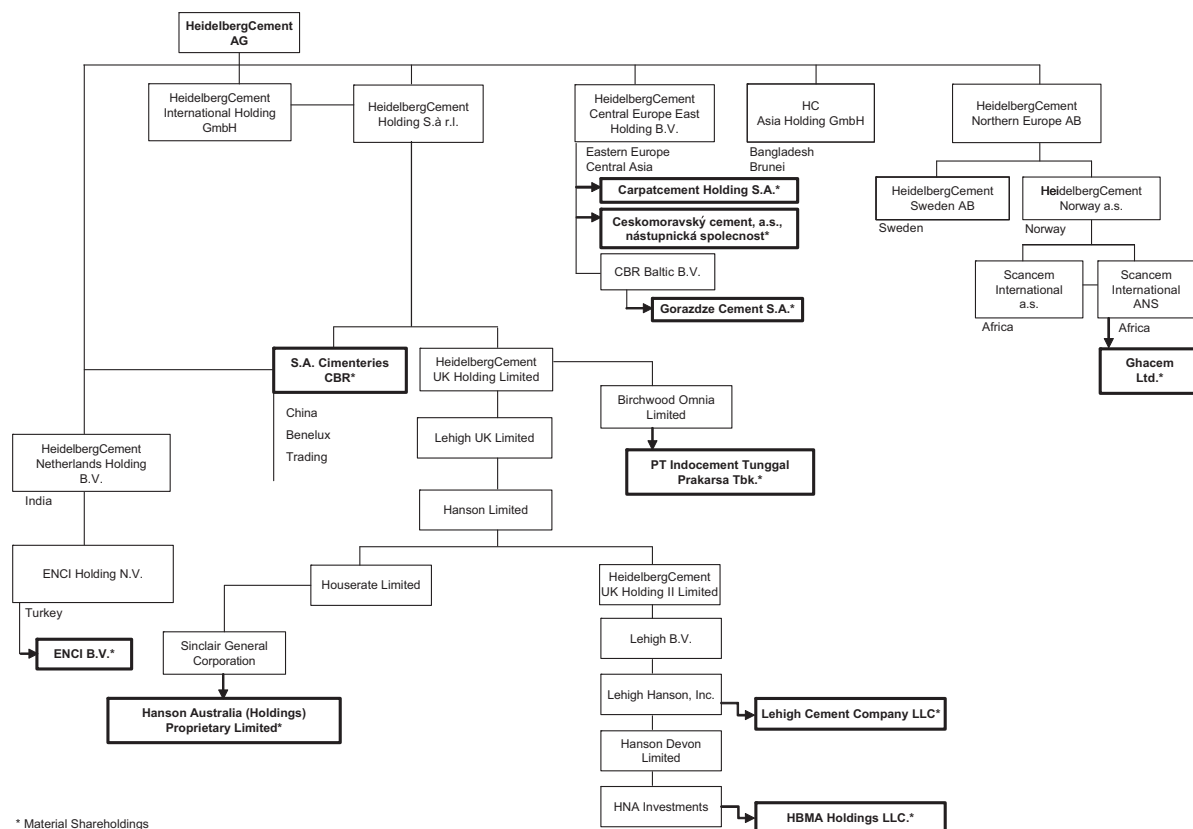 HeidelbergCement
AG
HeidelbergCement
International Holding
GmbH
HeidelbergCement
Holding S.à r.l.
HeidelbergCement
Central Europe East
Holding B.V.
HC
Asia Holding GmbH
HeidelbergCement
Northern Europe AB
Eastern Europe
Central Asia
Bangladesh
Brunei
Carpatcement Holding S.A.*
Ceskomoravský cement, a.s.,
nástupnická spolecnost*
CBR Baltic B.V.
Gorazdze Cement S.A.*
HeidelbergCement
Sweden AB
Sweden
HeidelbergCement
Norway a.s.
Norway
Scancem
International
a.s.
Africa
Scancem
International
ANS
Africa
Ghacem
Ltd.*
S.A. Cimenteries
CBR*
China
Benelux
Trading
HeidelbergCement
UK Holding Limited
Birchwood Omnia
Limited
PT Indocement Tunggal
Prakarsa Tbk.*
Lehigh UK Limited
Hanson Limited
HeidelbergCement
Netherlands Holding
B.V.
India
ENCI Holding N.V.
Turkey
ENCI B.V.*
Houserate Limited
Sinclair General
Corporation
Hanson Australia (Holdings)
Proprietary Limited*
HeidelbergCement
UK Holding II Limited
Lehigh B.V.
Lehigh Hanson, Inc.
Lehigh Cement Company LLC*
Hanson Devon
Limited
HNA Investments
HBMA Holdings LLC.*
* Material Shareholdings